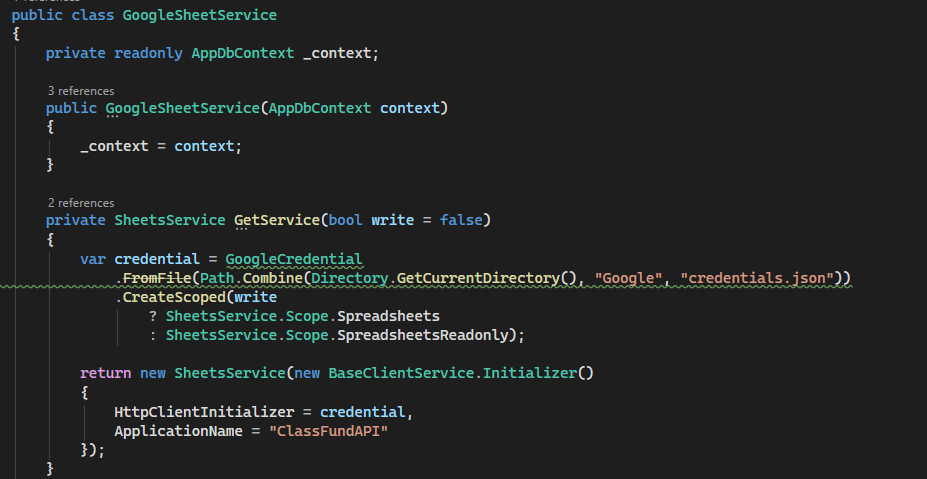 public class GoogleSheetService
{
private readonly AppDbContext _context;
3 references
public GoogleSheetService(AppDbContext context)
{
_context = context;
}
2 references
private SheetsService GetService(bool write = false)
{
var credential = GoogleCredential
.FromFile(Path.Combine(Directory.GetCurrentDirectory(), "Google", "credentials.json"))
.CreateScoped(write
? SheetsService.Scope.Spreadsheets
: SheetsService.Scope.SpreadsheetsReadonly);
return new SheetsService(new BaseClientService.Initializer()
{
HttpClientInitializer = credential,
ApplicationName = "ClassFundAPI"
});
}